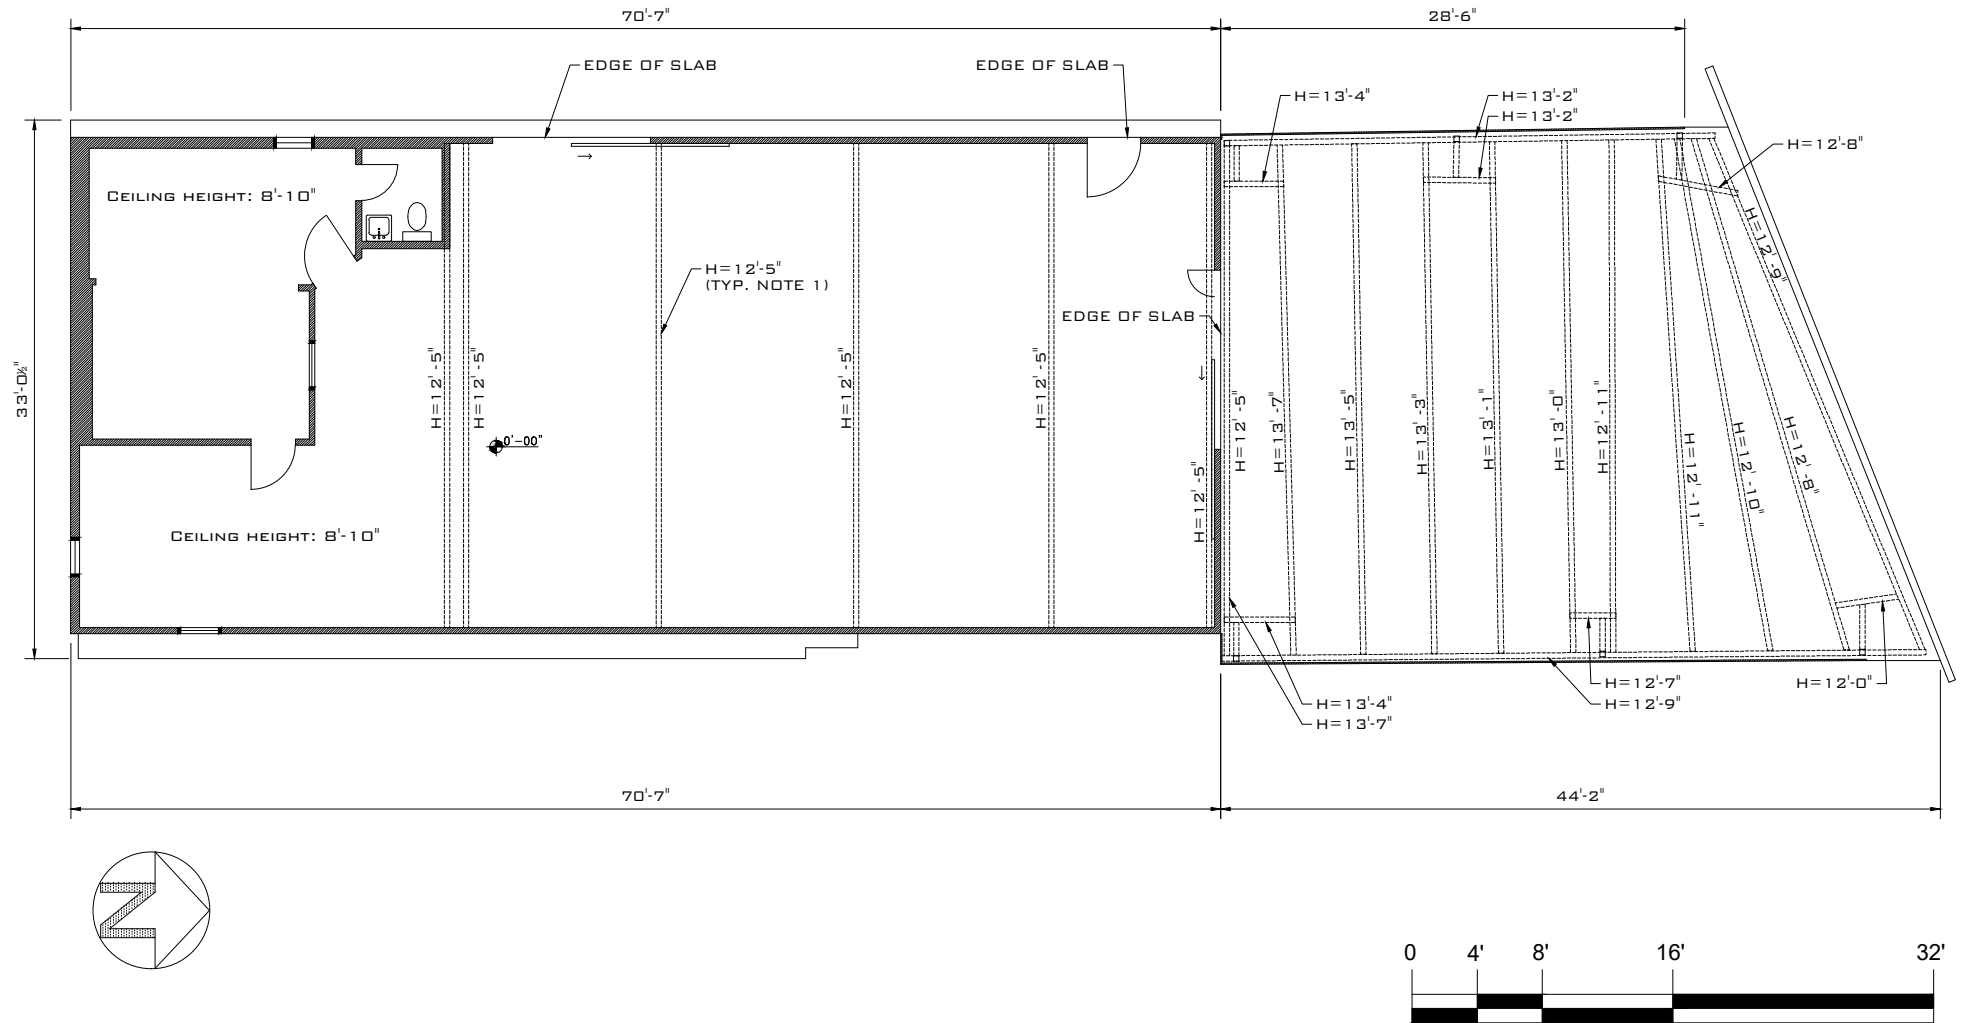 70'-7"
28'-6"
EDGE OF SLAB
EDGE OF SLAB
H=13'-4"
H=13'-2"
H=13'-2"
H=12'-8"
CEILING HEIGHT: 8'-10"
H=12'-9"
H=12'-5"
(TYP. NOTE 1)
EDGE OF SLAB
33'-0½"
H=12'-5"
H=12'-5"
H=12'-5"
H=12'-5"
H=12'-5"
H=12'-5"
H=13'-7"
H=13'-5"
H=13'-3"
H=13'-1"
H=13'-0"
H=12'-11"
H=12'-11"
H=12'-10"
H=12'-8"
0'-00"
CEILING HEIGHT: 8'-10"
H=13'-4"
H=13'-7"
H=12'-7"
H=12'-9"
H=12'-0"
70'-7"
44'-2"
N
0 4' 8' 16' 32'